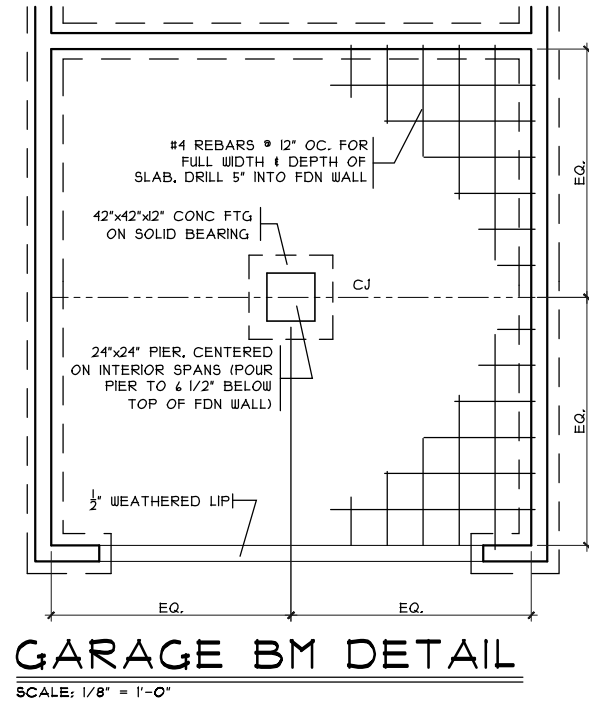 #4 REBARS @ 12" OC. FOR
FULL WIDTH & DEPTH OF
SLAB. DRILL 5" INTO FDN WALL
EQ.
42"x42"x12" CONC FTG
ON SOLID BEARING
CJ
24"x24" PIER. CENTERED
ON INTERIOR SPANS (POUR
PIER TO 6 1/2" BELOW
TOP OF FDN WALL)
EQ.
1/2" WEATHERED LIP
EQ. EQ.
GARAGE BM DETAIL
SCALE: 1/8" = 1'-0"